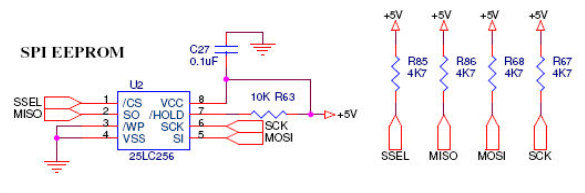 +5V +5V +5V +5V
SPI EEPROM
C27
0.1uF
R85 R86 R68 R67
4K7 4K7 4K7 4K7
U2
SSEL 1 /CS VCC 8 10K R63
MISO 2 SO /HOLD 7 +5V
3 /WP SCK 6 SCK
4 VSS SI 5 MOSI
25LC256
SSEL MISO MOSI SCK